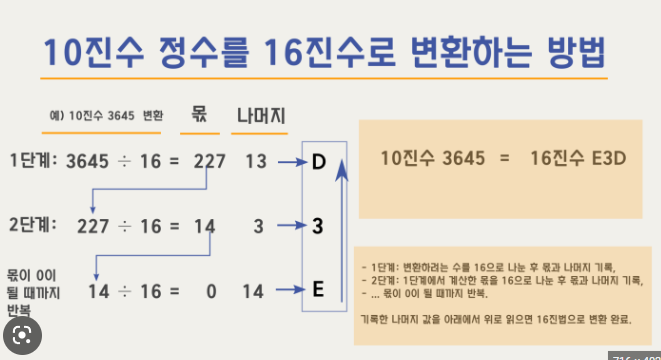 10진수 정수를 16진수로 변환하는 방법
예) 10진수 3645 변환 몫 나머지
1단계: 3645 ÷ 16 = 227 13 D
2단계: 227 ÷ 16 = 14 3 3
몫이 0이
될 때까지
반복
14 ÷ 16 = 0 14 E
10진수 3645 = 16진수 E3D
- 1단계: 변환하려는 수를 16으로 나눈 후 몫과 나머지 기록,
- 2단계: 1단계에서 계산한 몫을 16으로 나눈 후 몫과 나머지 기록,
- ... 몫이 0이 될 때까지 반복.
기록한 나머지 값을 아래에서 위로 읽으면 16진법으로 변환 완료.